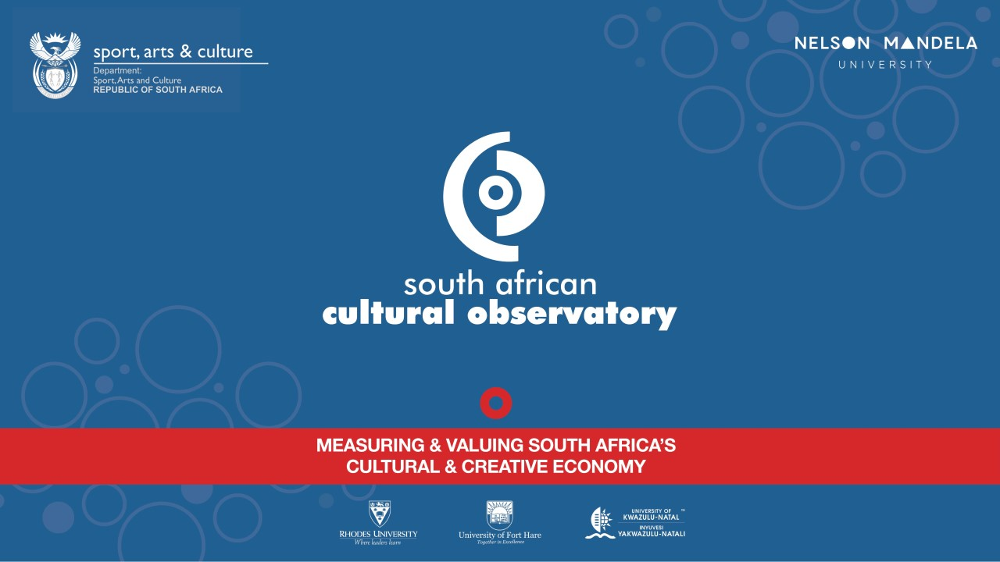 sport, arts & culture
Department:
Sport, Arts and Culture
REPUBLIC OF SOUTH AFRICA
NELSON MANDELA
UNIVERSITY
south african
cultural observatory
MEASURING & VALUING SOUTH AFRICA’S
CULTURAL & CREATIVE ECONOMY
RHODES UNIVERSITY
Where leaders learn
University of Fort Hare
Together in Excellence
UNIVERSITY OF
KWAZULU-NATAL
INYUVESI
YAKWAZULU-NATALI